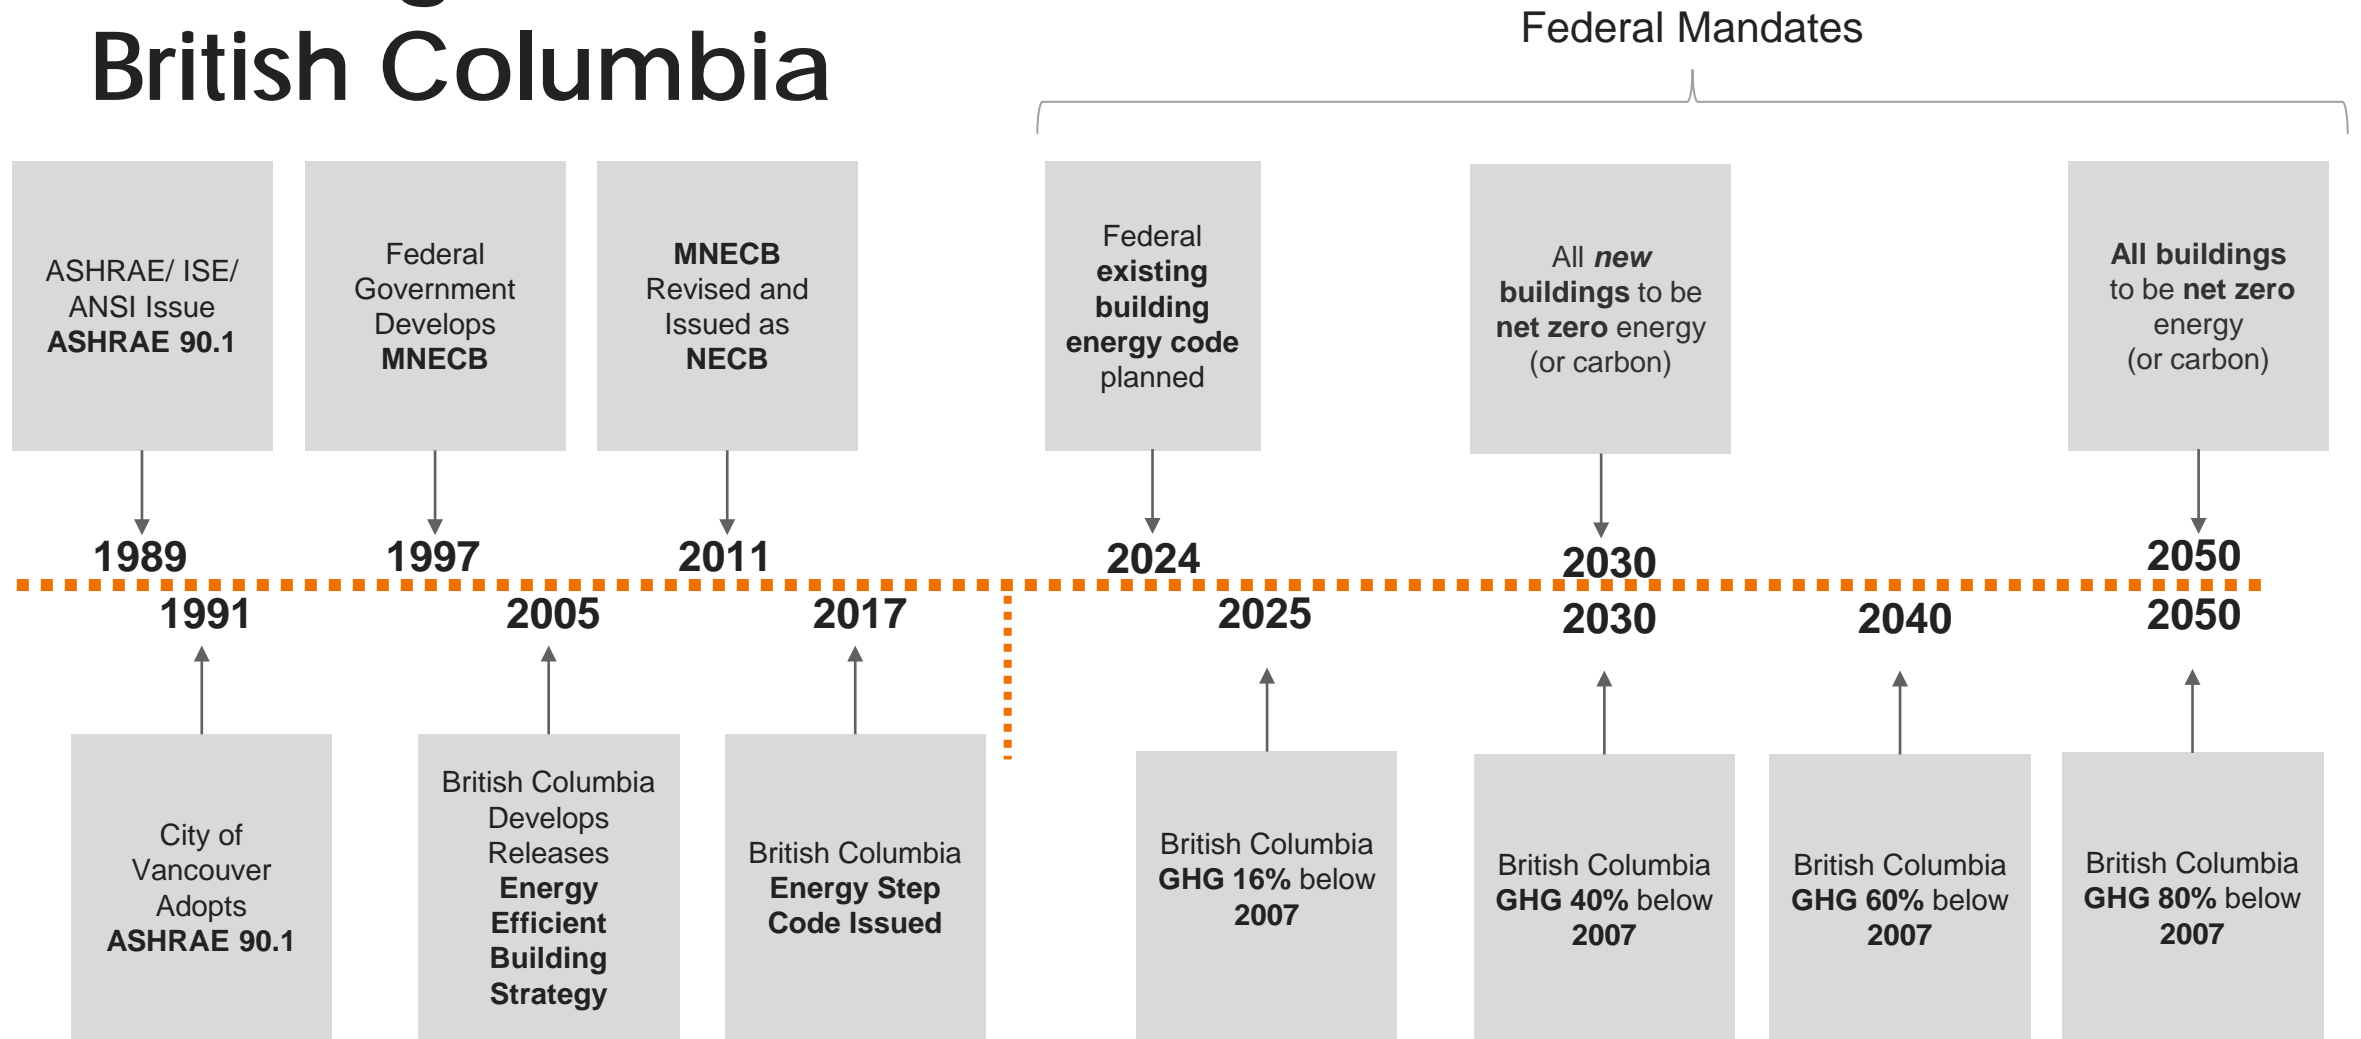 British Columbia
Federal Mandates
ASHRAE/ ISE/
ANSI Issue
ASHRAE 90.1
Federal
Government
Develops
MNECB
MNECB
Revised and
Issued as
NECB
Federal
existing
building
energy code
planned
All new
buildings to be
net zero energy
(or carbon)
All buildings
to be net zero
energy
(or carbon)
1989
1997
2011
2024
2030
2050
1991
2005
2017
2025
2030
2040
2050
City of
Vancouver
Adopts
ASHRAE 90.1
British Columbia
Develops
Releases
Energy
Efficient
Building
Strategy
British Columbia
Energy Step
Code Issued
British Columbia
GHG 16% below
2007
British Columbia
GHG 40% below
2007
British Columbia
GHG 60% below
2007
British Columbia
GHG 80% below
2007